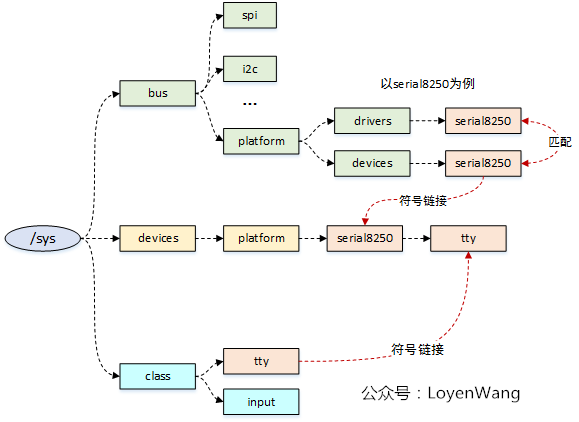 spi
i2c
...
bus
platform
以serial8250为例
drivers
serial8250
devices
serial8250
匹配
符号链接
/sys
devices
platform
serial8250
tty
符号链接
tty
class
input
公众号：LoyenWang